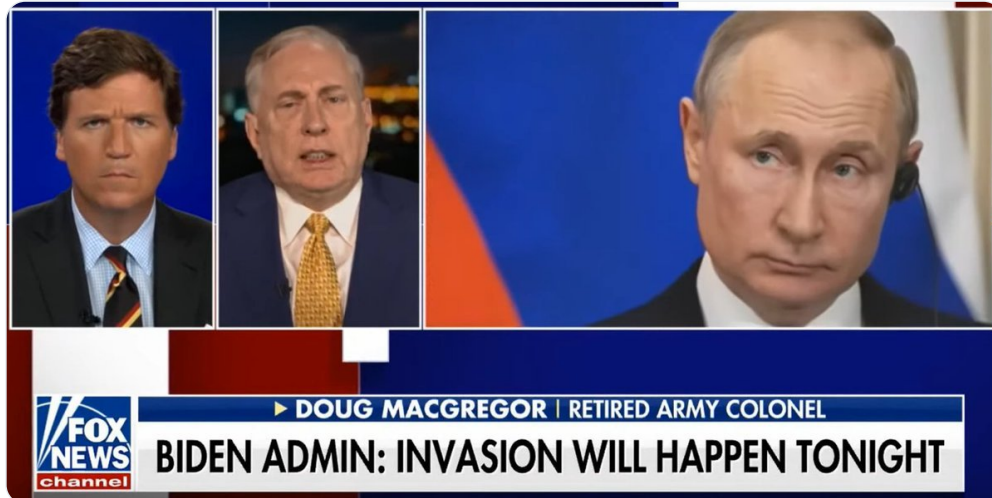 ▶ DOUG MACGREGOR | RETIRED ARMY COLONEL
FOX
NEWS
channel
BIDEN ADMIN: INVASION WILL HAPPEN TONIGHT